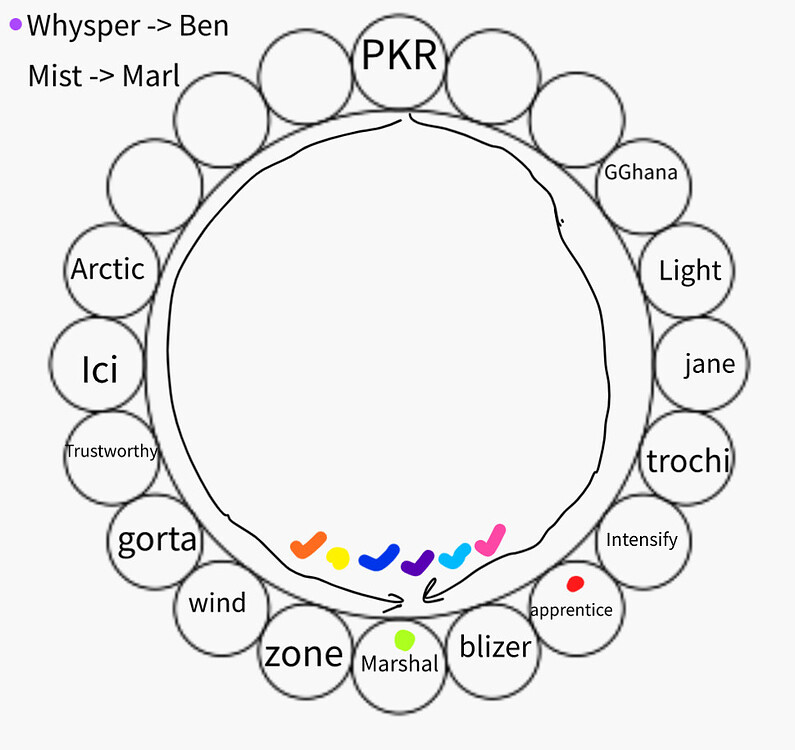 Whysper -> Ben
Mist -> Marl
PKR
GGhana
Arctic
Light
Ici
jane
Trustworthy
trochi
gorta
Intensify
wind
apprentice
zone
Marshal
blizer